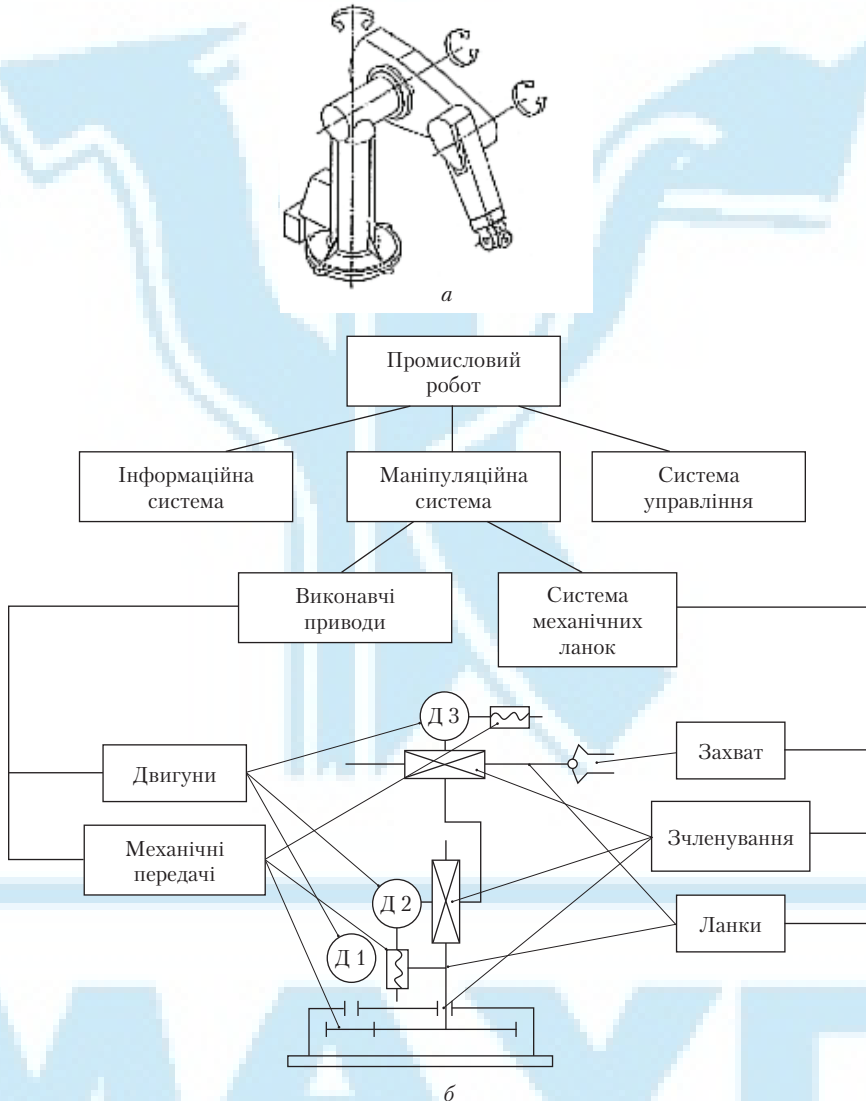 а
Промисловий
робот
Інформаційна
система
Маніпуляційна
система
Система
управління
Виконавчі
приводи
Система
механічних
ланок
Д 3
Двигуни
Захват
Механічні
передачі
Зчленування
Д 2
Ланки
Д 1
б